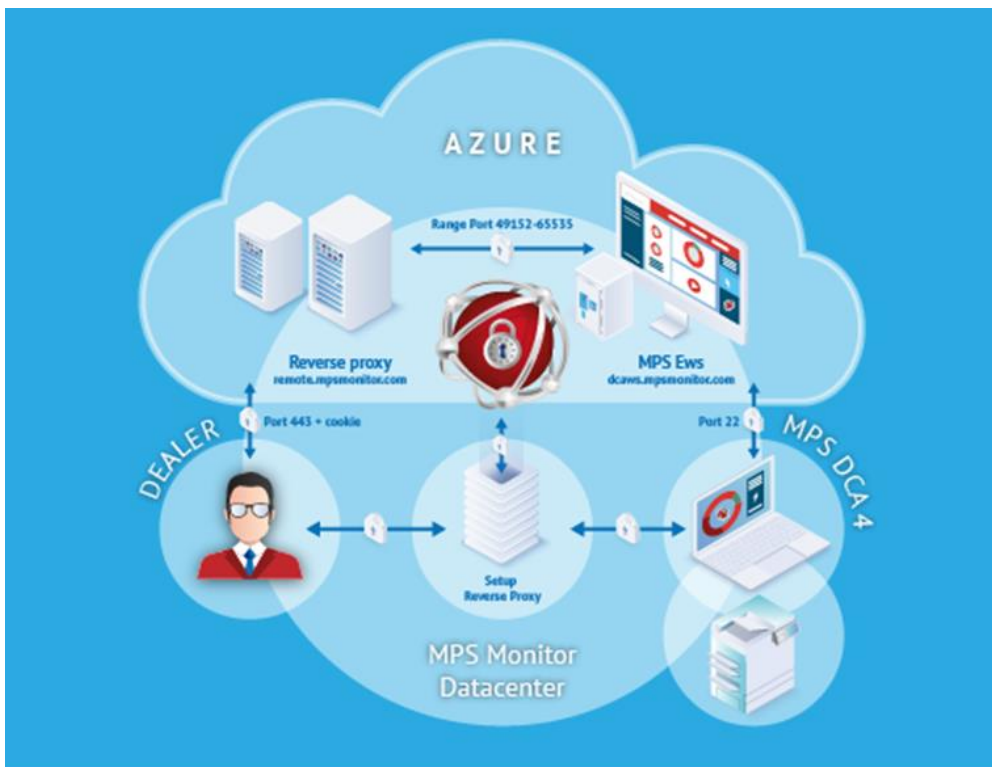 AZURE
Range Port 49152-65535
Reverse proxy
remote.mpsmonitor.com
MPS Ews
dcaws.mpsmonitor.com
Port 443 + cookie
Port 22
DEALER
MPS DCA 4
Setup
Reverse Proxy
MPS Monitor
Datacenter